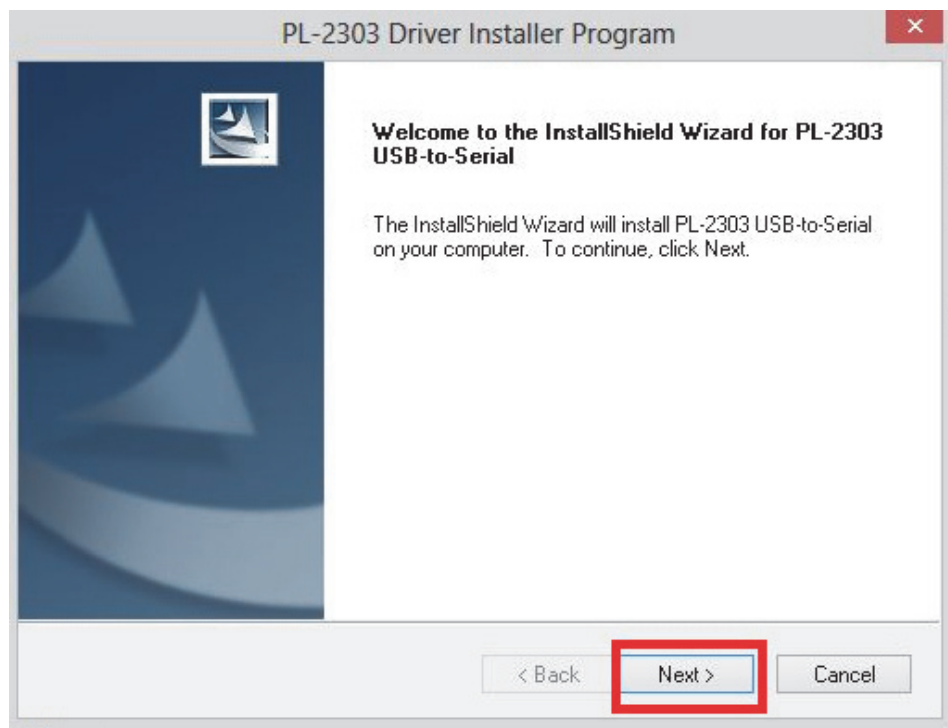 PL-2303 Driver Installer Program
Welcome to the InstallShield Wizard for PL-2303
USB-to-Serial
The InstallShield Wizard will install PL-2303 USB-to-Serial
on your computer.  To continue, click Next.
< Back
Next >
Cancel